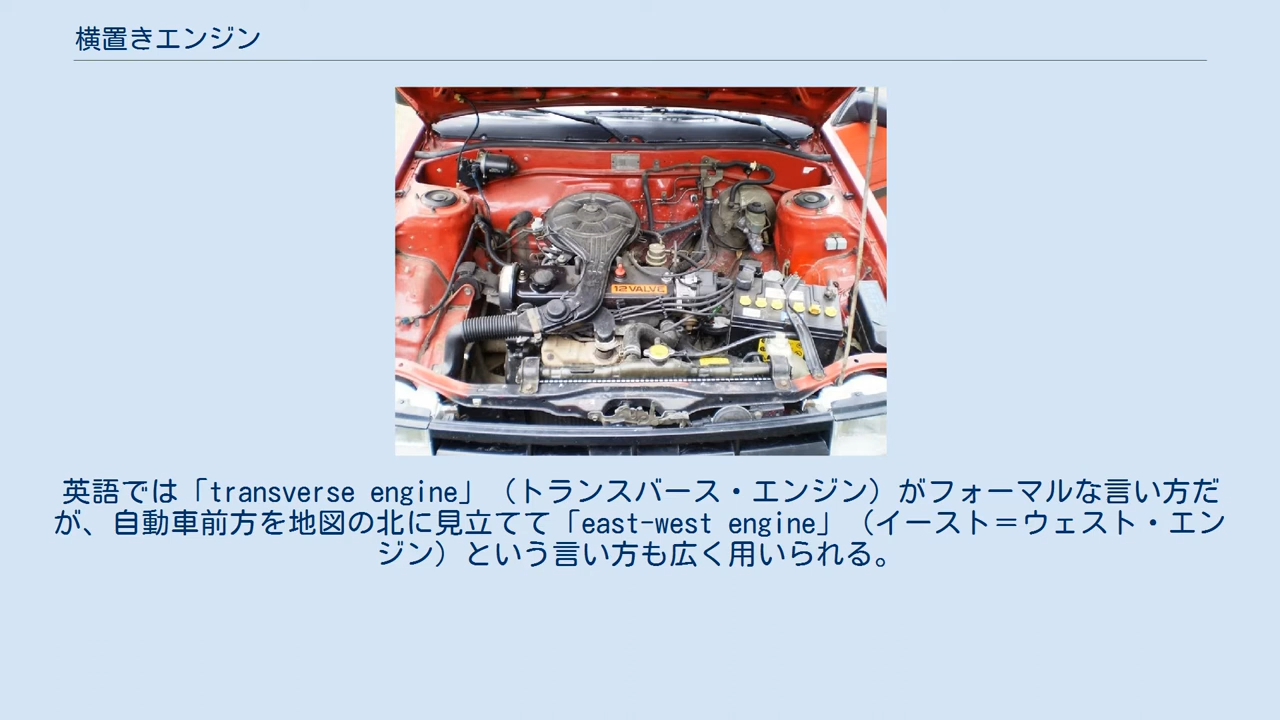 横置きエンジン
12VALVE
英語では「transverse engine」（トランスバース・エンジン）がフォーマルな言い方だ
が、自動車前方を地図の北に見立てて「east-west engine」（イースト＝ウェスト・エン
ジン）という言い方も広く用いられる。